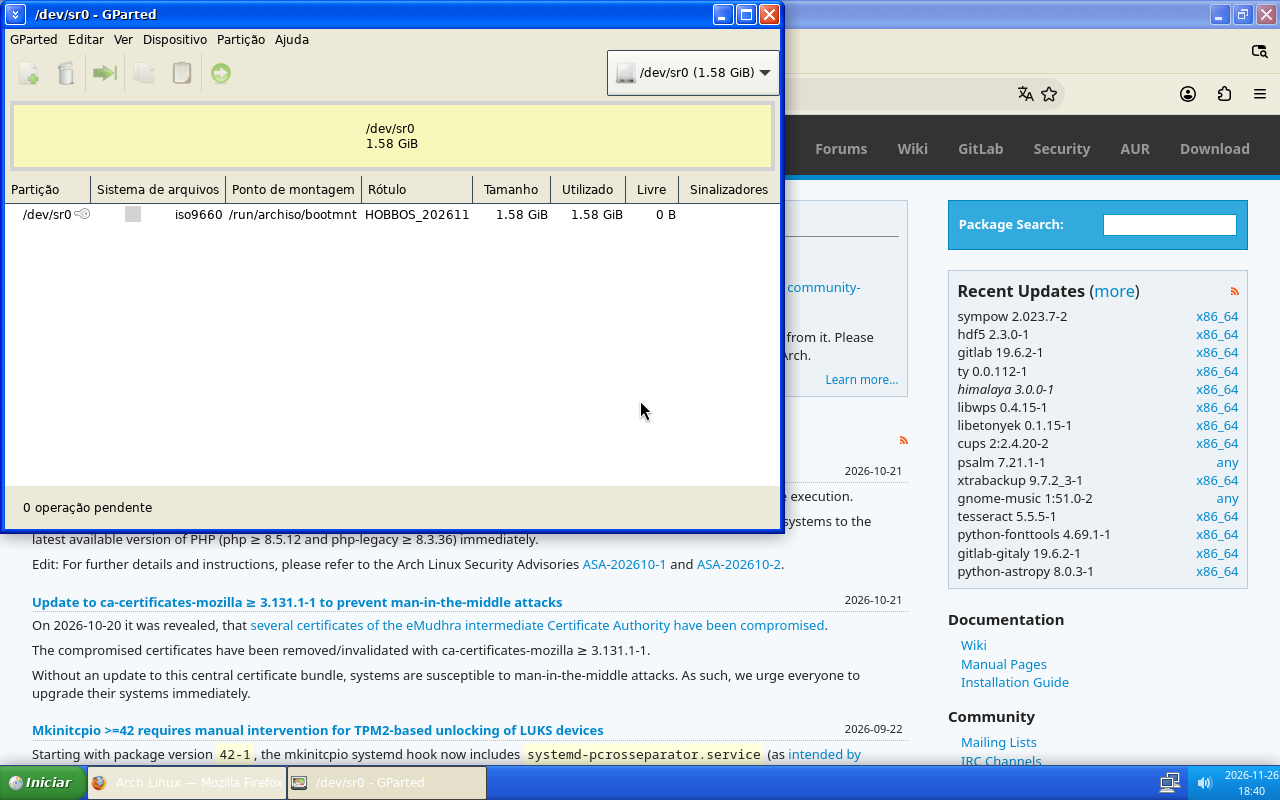 /dev/sr0 - GParted
GParted Editar Ver Dispositivo Partição Ajuda
/dev/sr0 (1.58 GiB)
/dev/sr0
1.58 GiB
Partição Sistema de arquivos Ponto de montagem Rótulo Tamanho Utilizado Livre Sinalizadores
/dev/sr0 iso9660 /run/archiso/bootmnt HOBBOS_202611 1.58 GiB 1.58 GiB 0 B
0 operação pendente
Forums Wiki GitLab Security AUR Download
community-
from it. Please
Arch.
Learn more...
2026-10-21
execution.
systems to the
latest available version of PHP (php ≥ 8.5.12 and php-legacy ≥ 8.3.36) immediately.
Edit: For further details and instructions, please refer to the Arch Linux Security Advisories ASA-202610-1 and ASA-202610-2.
Update to ca-certificates-mozilla ≥ 3.131.1-1 to prevent man-in-the-middle attacks
2026-10-21
On 2026-10-20 it was revealed, that several certificates of the eMudhra intermediate Certificate Authority have been compromised.
The compromised certificates have been removed/invalidated with ca-certificates-mozilla ≥ 3.131.1-1.
Without an update to this central certificate bundle, systems are susceptible to man-in-the-middle attacks. As such, we urge everyone to
upgrade their systems immediately.
Mkinitcpio >=42 requires manual intervention for TPM2-based unlocking of LUKS devices
2026-09-22
Starting with package version 42-1, the mkinitcpio systemd hook now includes systemd-pcrosseparator.service (as intended by
Package Search:
Recent Updates (more)
sympow 2.023.7-2 x86_64
hdf5 2.3.0-1 x86_64
gitlab 19.6.2-1 x86_64
ty 0.0.112-1 x86_64
himalaya 3.0.0-1 x86_64
libwps 0.4.15-1 x86_64
libetonyek 0.1.15-1 x86_64
cups 2:2.4.20-2 x86_64
psalm 7.21.1-1 any
xtrabackup 9.7.2_3-1 x86_64
gnome-music 1:51.0-2 any
tesseract 5.5.5-1 x86_64
python-fonttools 4.69.1-1 x86_64
gitlab-gitaly 19.6.2-1 x86_64
python-astropy 8.0.3-1 x86_64
Documentation
Wiki
Manual Pages
Installation Guide
Community
Mailing Lists
IRC Channels
Iniciar
Arch Linux — Mozilla Firefox
/dev/sr0 - GParted
2026-11-26
18:40